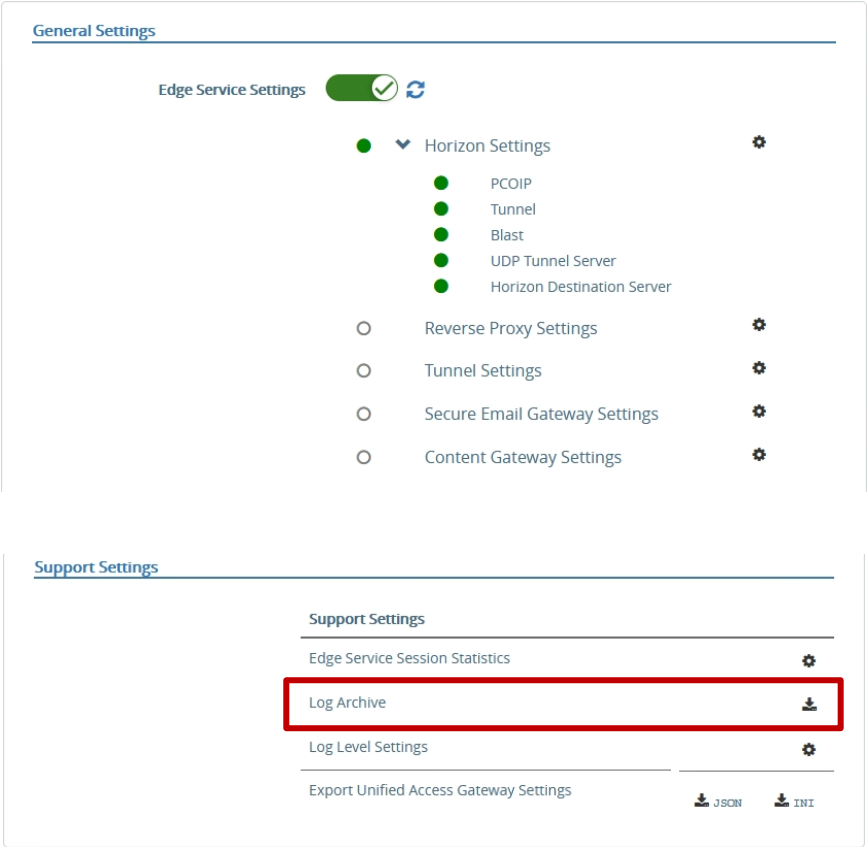 General Settings
Edge Service Settings
Horizon Settings
PCOIP
Tunnel
Blast
UDP Tunnel Server
Horizon Destination Server
Reverse Proxy Settings
Tunnel Settings
Secure Email Gateway Settings
Content Gateway Settings
Support Settings
Support Settings
Edge Service Session Statistics
Log Archive
Log Level Settings
Export Unified Access Gateway Settings JSON INI